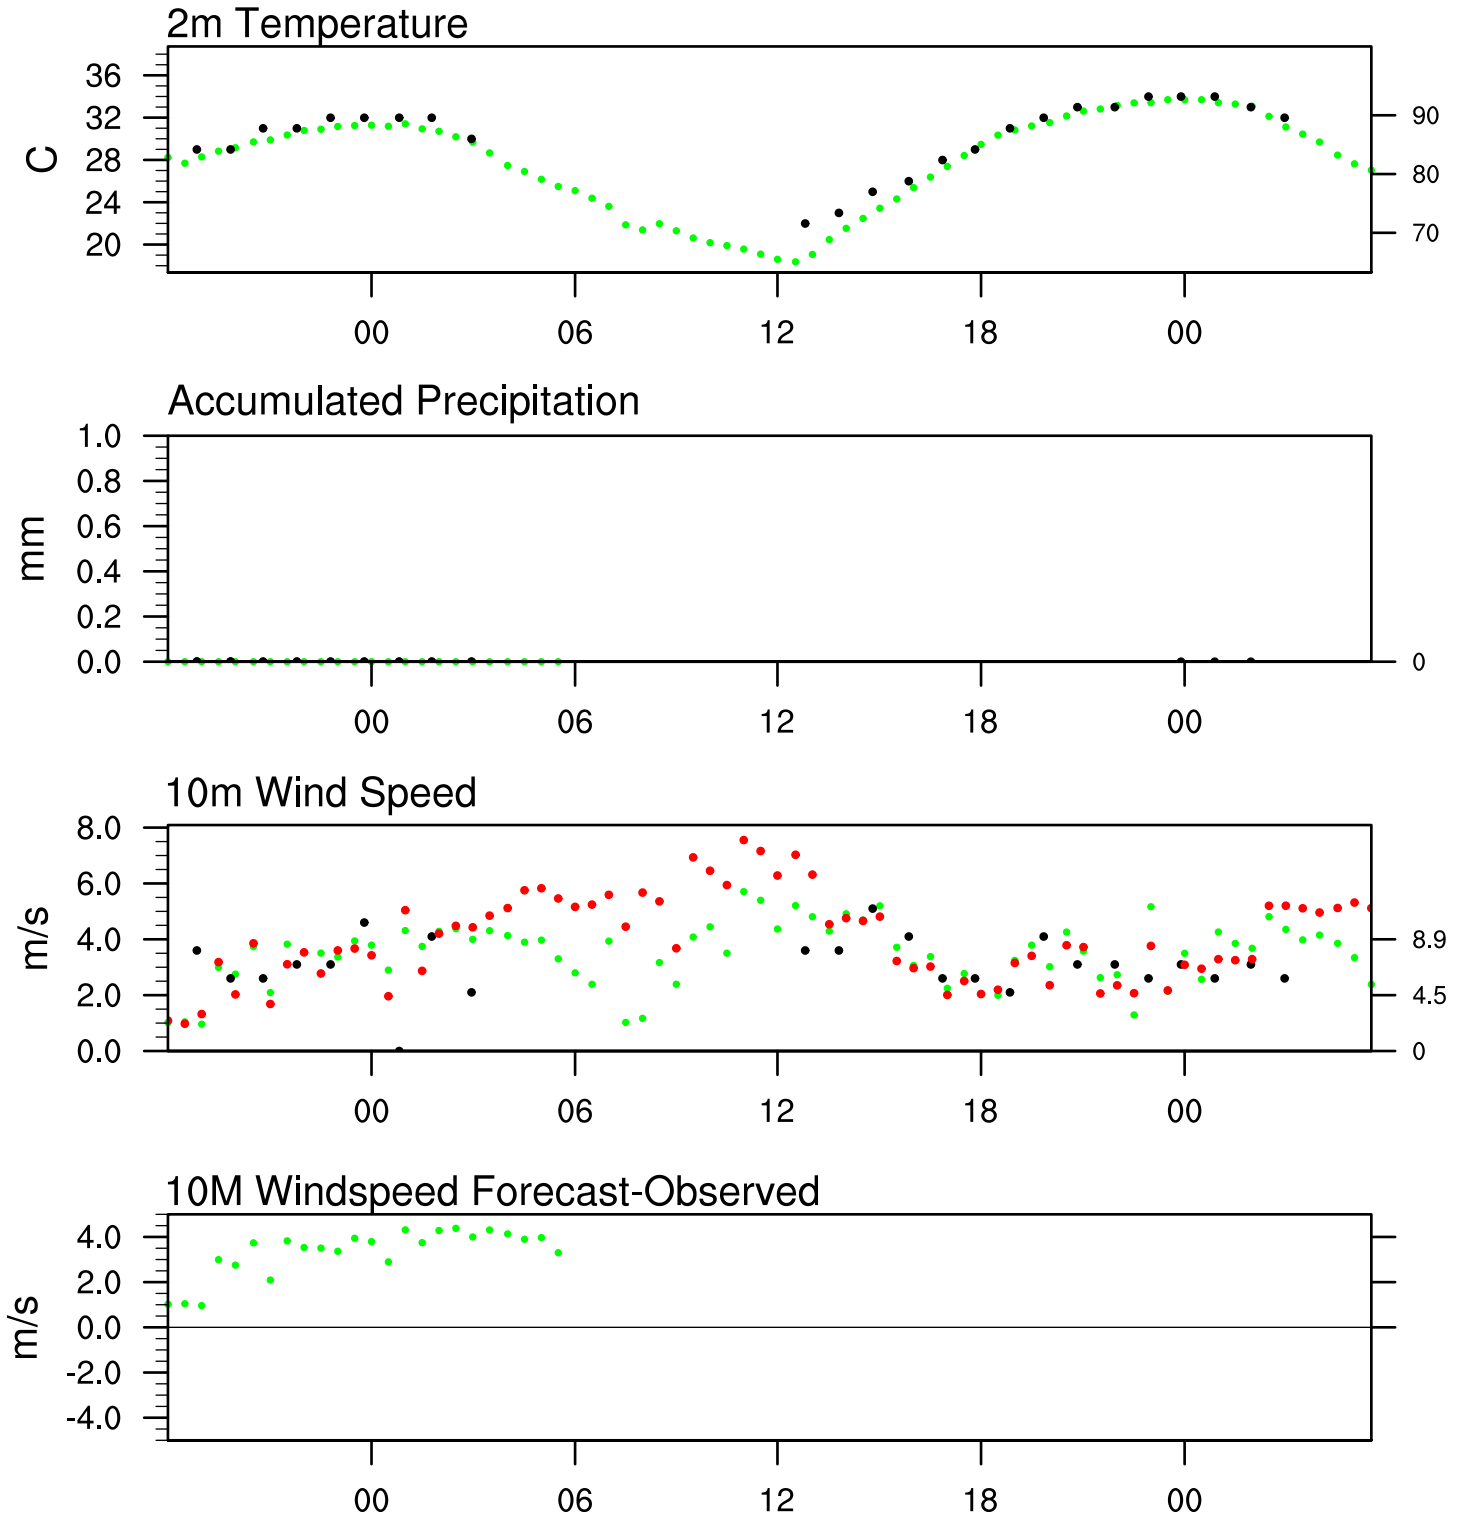 2m Temperature
36
32
28
24
20
C
90
80
70
00 06 12 18 00
Accumulated Precipitation
1.0
0.8
0.6
0.4
0.2
0.0
mm
0
00 06 12 18 00
10m Wind Speed
8.0
6.0
4.0
2.0
0.0
m/s
8.9
4.5
0
00 06 12 18 00
10M Windspeed Forecast-Observed
4.0
2.0
0.0
-2.0
-4.0
m/s
00 06 12 18 00